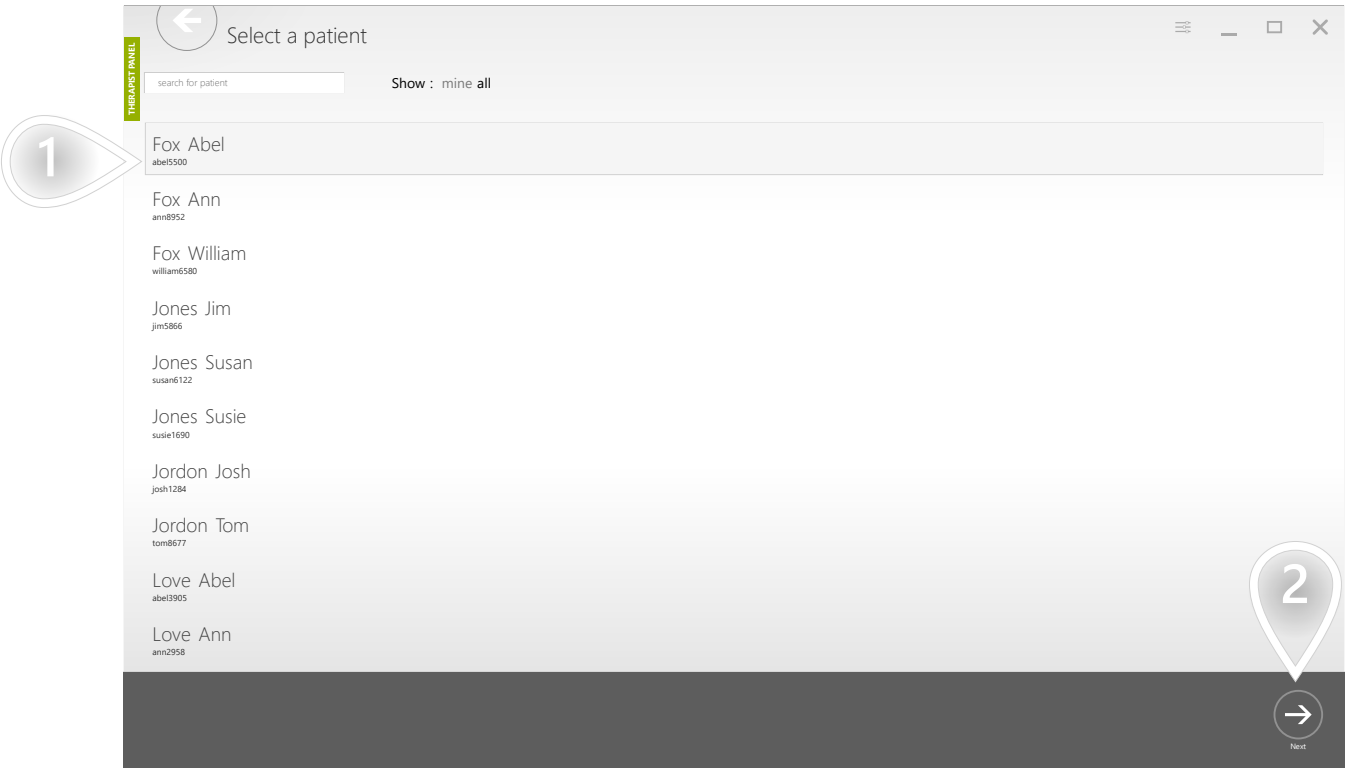 Select a patient
THERAPIST PANEL
search for patient
Show : mine all
1
Fox Abel
abel5500
Fox Ann
ann8952
Fox William
william6580
Jones Jim
jim5866
Jones Susan
susan6122
Jones Susie
susie1690
Jordon Josh
josh1284
Jordon Tom
tom8677
Love Abel
abel3905
2
Love Ann
ann2958
Next